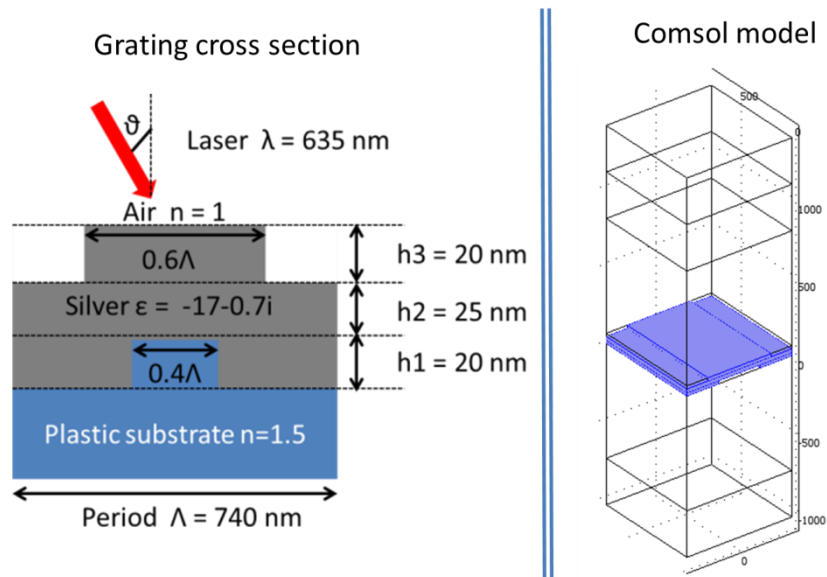 Grating cross section
Comsol model
ϑ
Laser λ = 635 nm
Air n = 1
0.6Λ
h3 = 20 nm
Silver ε = -17-0.7i
h2 = 25 nm
0.4Λ
h1 = 20 nm
Plastic substrate n=1.5
Period Λ = 740 nm
500
0
1000
500
0
-500
-1000
0